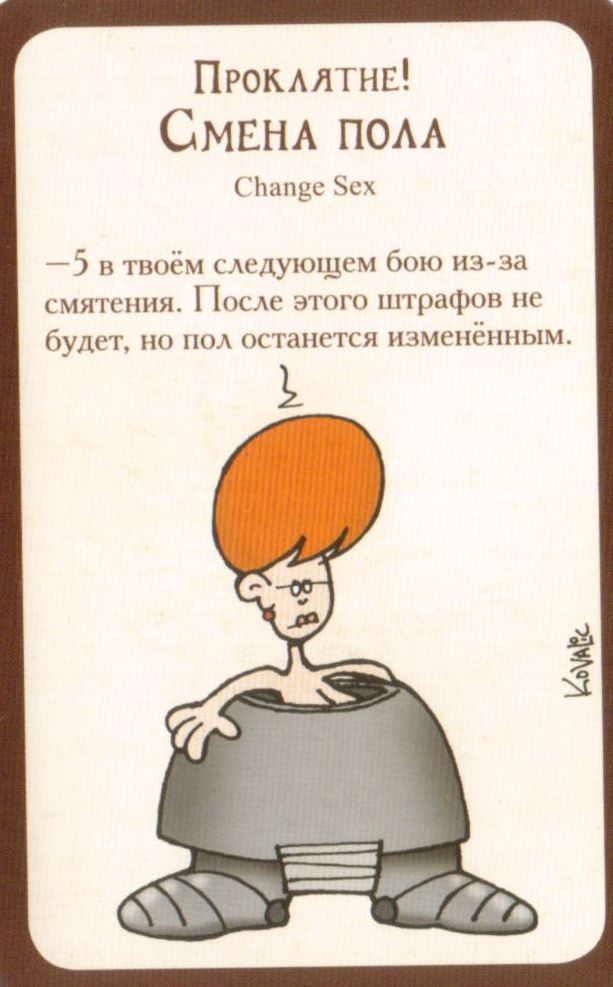 Проклятие!
Смена пола
Change Sex
−5 в твоём следующем бою из-за
смятения. После этого штрафов не
будет, но пол останется изменённым.
Kovalic